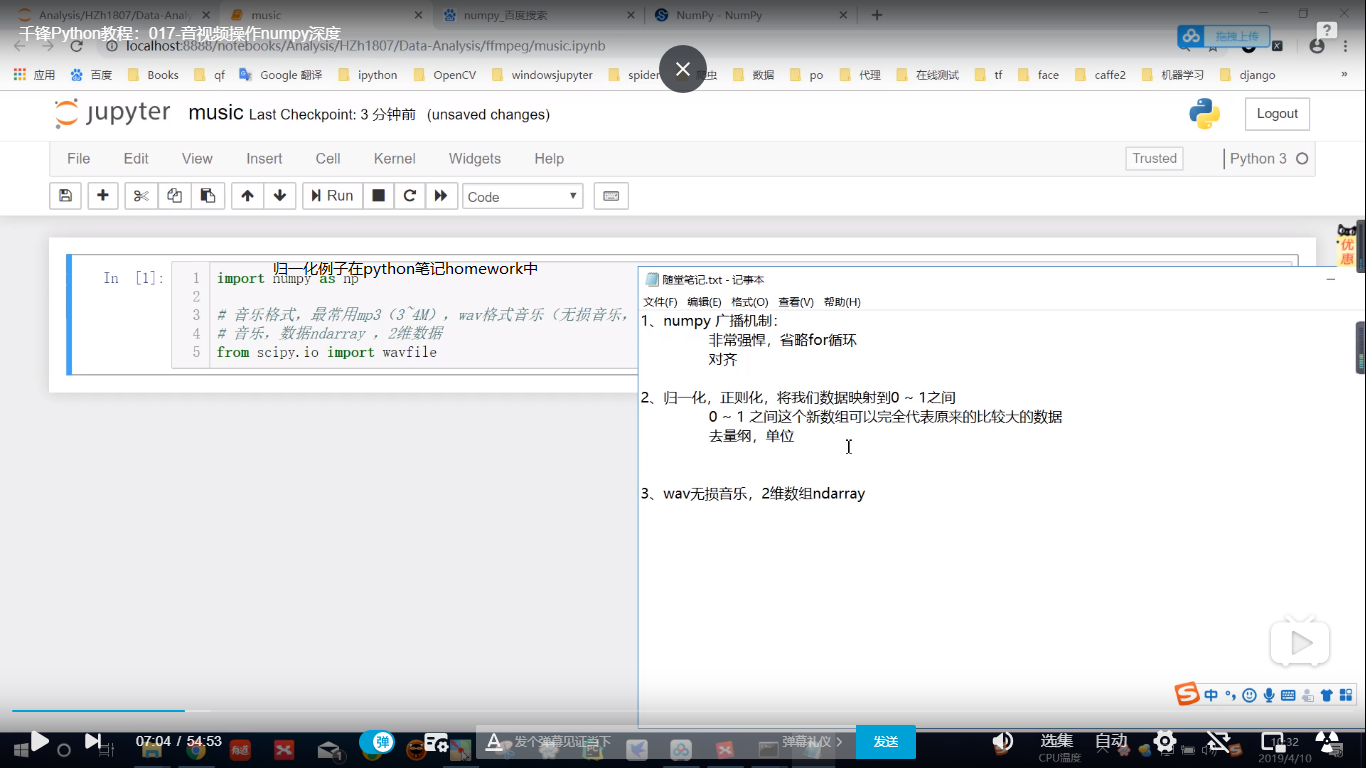 Analysis/HZh1807/Data-Analy
music
numpy_百度搜索
NumPy - NumPy
千锋Python教程：017-音视频操作numpy深度
拖拽上传
localhost:8888/notebooks/Analysis/HZh1807/Data-Analysis/ffmpeg/music.ipynb
应用 百度 Books qf Google 翻译 ipython OpenCV windowsjupyter spider 爬虫 数据 po 代理 在线测试 tf face caffe2 机器学习 django »
jupyter music Last Checkpoint: 3 分钟前 (unsaved changes)
Logout
File Edit View Insert Cell Kernel Widgets Help
Trusted
Python 3
Run
Code
优惠
归一化例子在python笔记homework中
In [1]:
1 import numpy as np
2
3 # 音乐格式，最常用mp3（3~4M），wav格式音乐（无损音乐，
4 # 音乐，数据ndarray ，2维数据
5 from scipy.io import wavfile
随堂笔记.txt - 记事本
文件(F) 编辑(E) 格式(O) 查看(V) 帮助(H)
1、numpy 广播机制：
非常强悍，省略for循环
对齐
2、归一化，正则化，将我们数据映射到0 ~ 1之间
0 ~ 1 之间这个新数组可以完全代表原来的比较大的数据
去量纲，单位
3、wav无损音乐，2维数组ndarray
中
07:04 / 54:53
弹
发个弹幕见证当下
弹幕礼仪 >
发送
选集
自动
CPU温度
10:32
2019/4/10